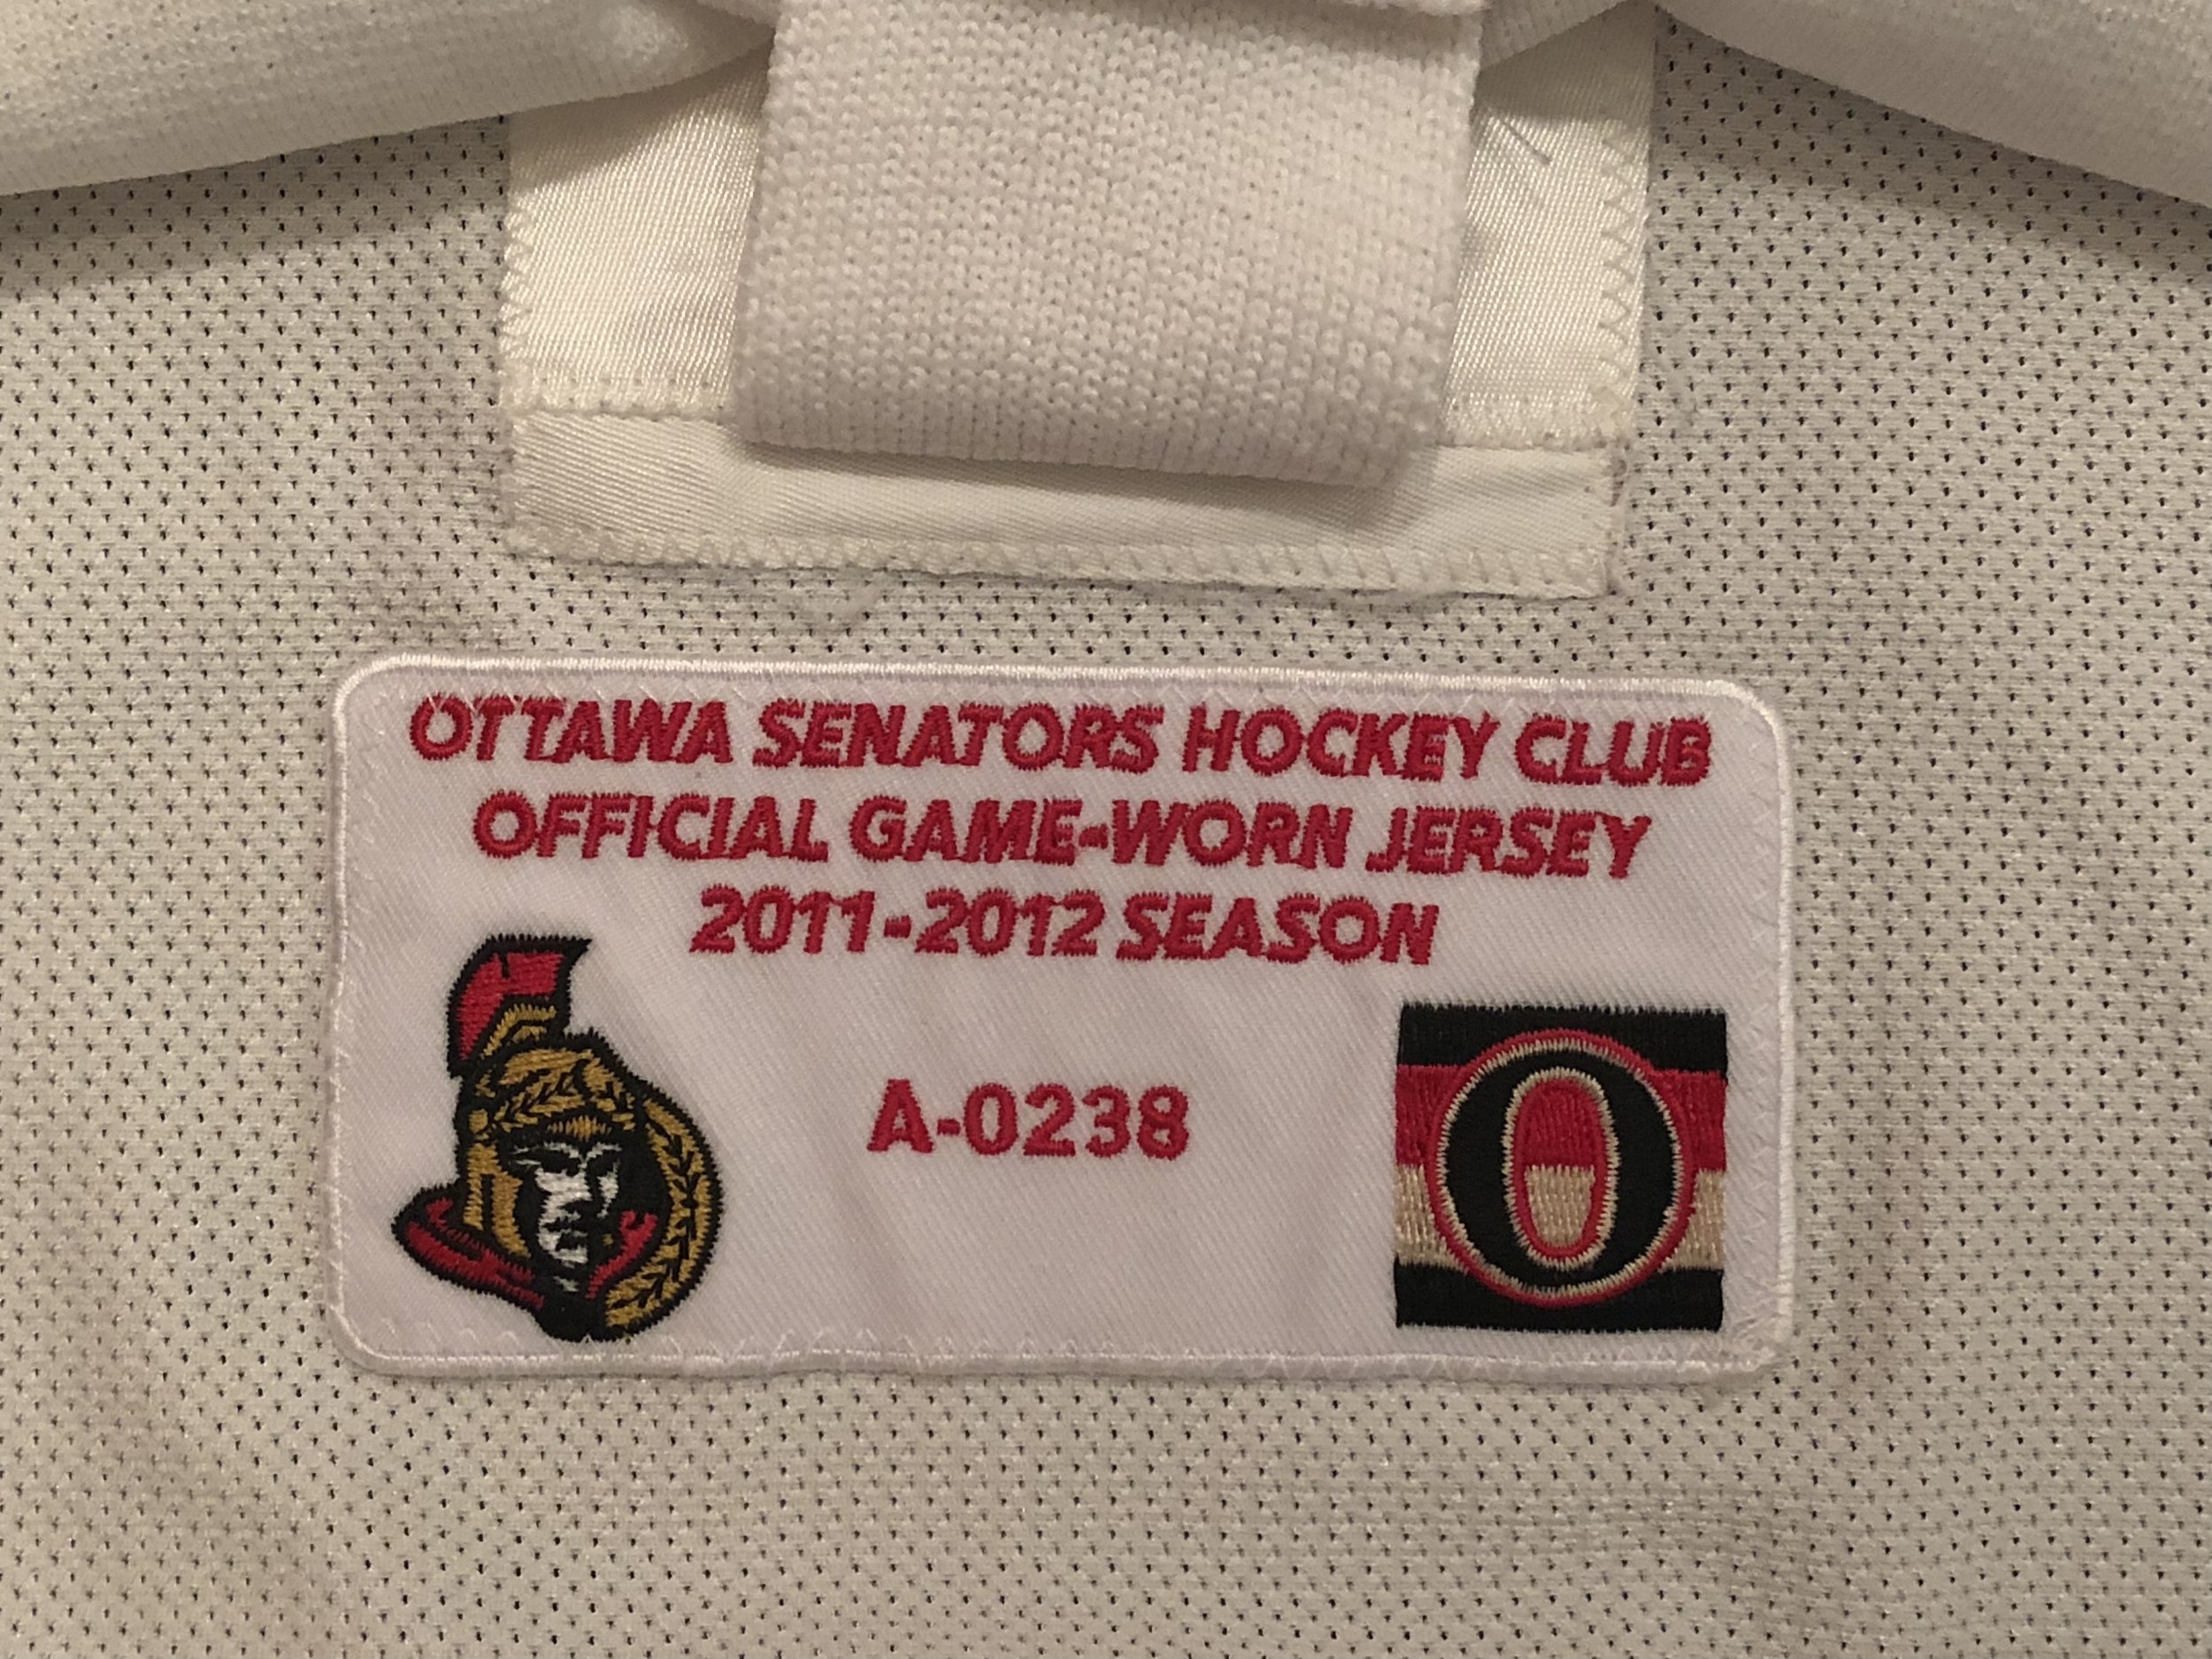 OTTAWA SENATORS HOCKEY CLUB
OFFICIAL GAME-WORN JERSEY
2011-2012 SEASON
A-0238
O